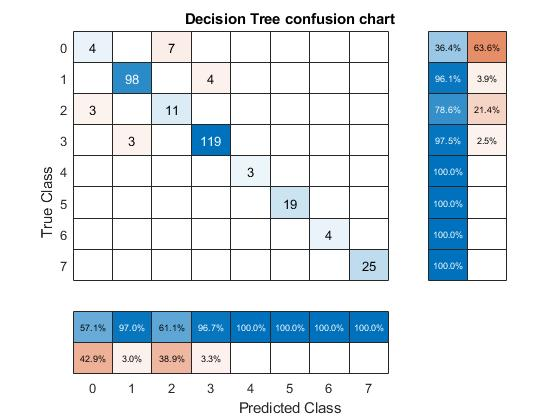 Decision Tree confusion chart
0 4 7 36.4% 63.6%
1 98 4 96.1% 3.9%
2 3 11 78.6% 21.4%
3 3 119 97.5% 2.5%
4 3 100.0%
5 19 100.0%
6 4 100.0%
7 25 100.0%
True Class
57.1% 97.0% 61.1% 96.7% 100.0% 100.0% 100.0% 100.0%
42.9% 3.0% 38.9% 3.3%
0 1 2 3 4 5 6 7
Predicted Class